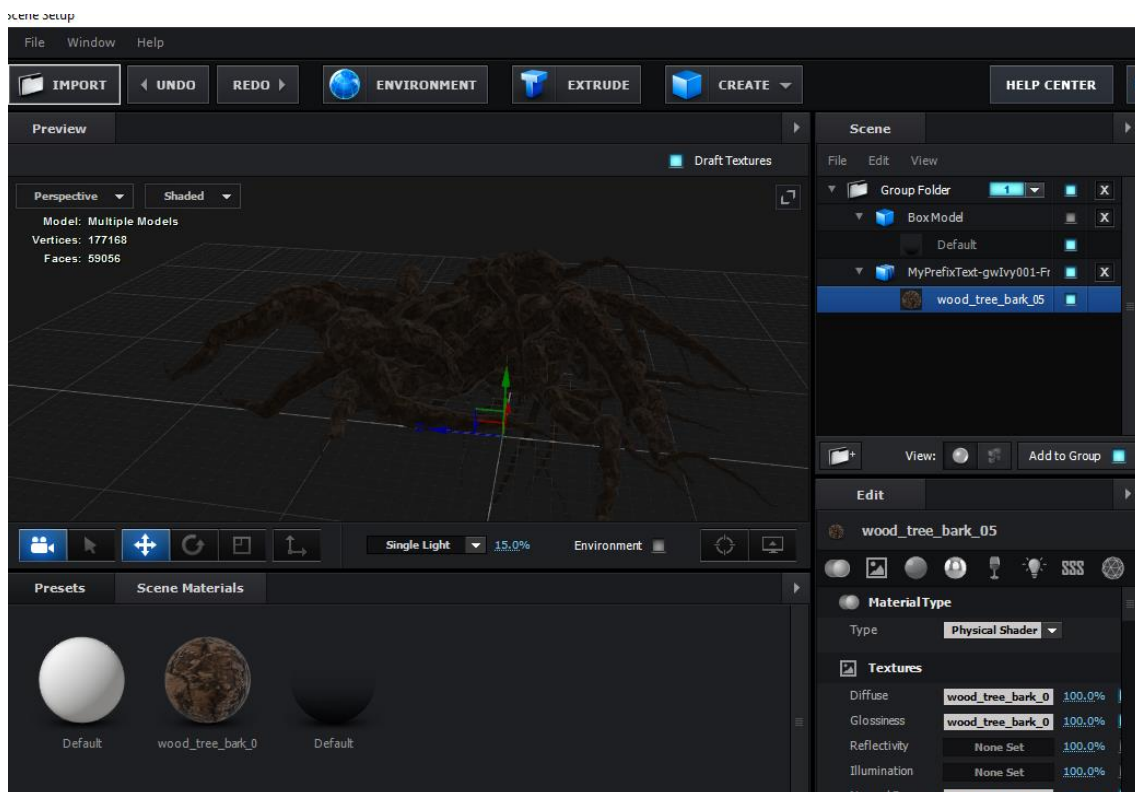 Scene Setup
File Window Help
IMPORT UNDO REDO ENVIRONMENT EXTRUDE CREATE HELP CENTER
Preview
Draft Textures
Perspective Shaded
Model: Multiple Models
Vertices: 177168
Faces: 59056
Single Light 15.0% Environment
Presets Scene Materials
Default wood_tree_bark_0 Default
Scene
File Edit View
Group Folder 1 X
Box Model X
Default
MyPrefixText-gwIvy001-Fr X
wood_tree_bark_05
View: Add to Group
Edit
wood_tree_bark_05
SSS
Material Type
Type Physical Shader
Textures
Diffuse wood_tree_bark_0 100.0%
Glossiness wood_tree_bark_0 100.0%
Reflectivity None Set 100.0%
Illumination None Set 100.0%